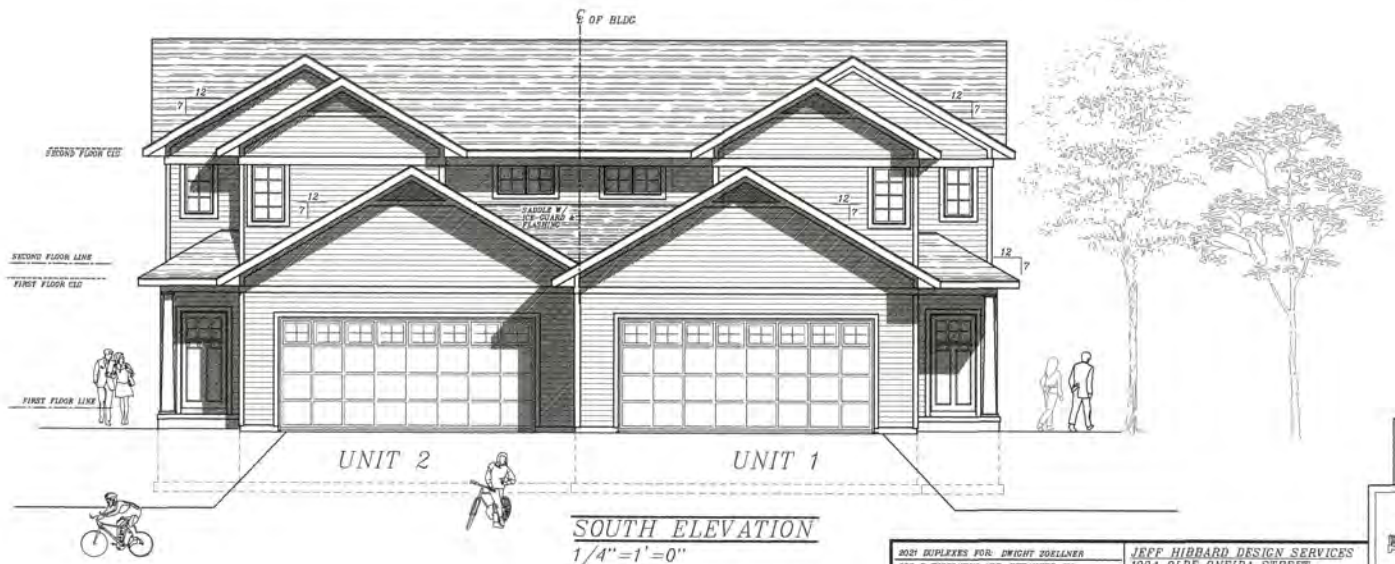 ℄ OF BLDG
12
7
12
7
SECOND FLOOR CLG
12
7
SADDLE W/
ICE-GUARD &
FLASHING
12
7
SECOND FLOOR LINE
FIRST FLOOR CLG
12
7
FIRST FLOOR LINE
UNIT 2
UNIT 1
SOUTH ELEVATION
1/4"=1'=0"
2021 DUPLEXES FOR: DWIGHT ZOELLNER
JEFF HIBBARD DESIGN SERVICES